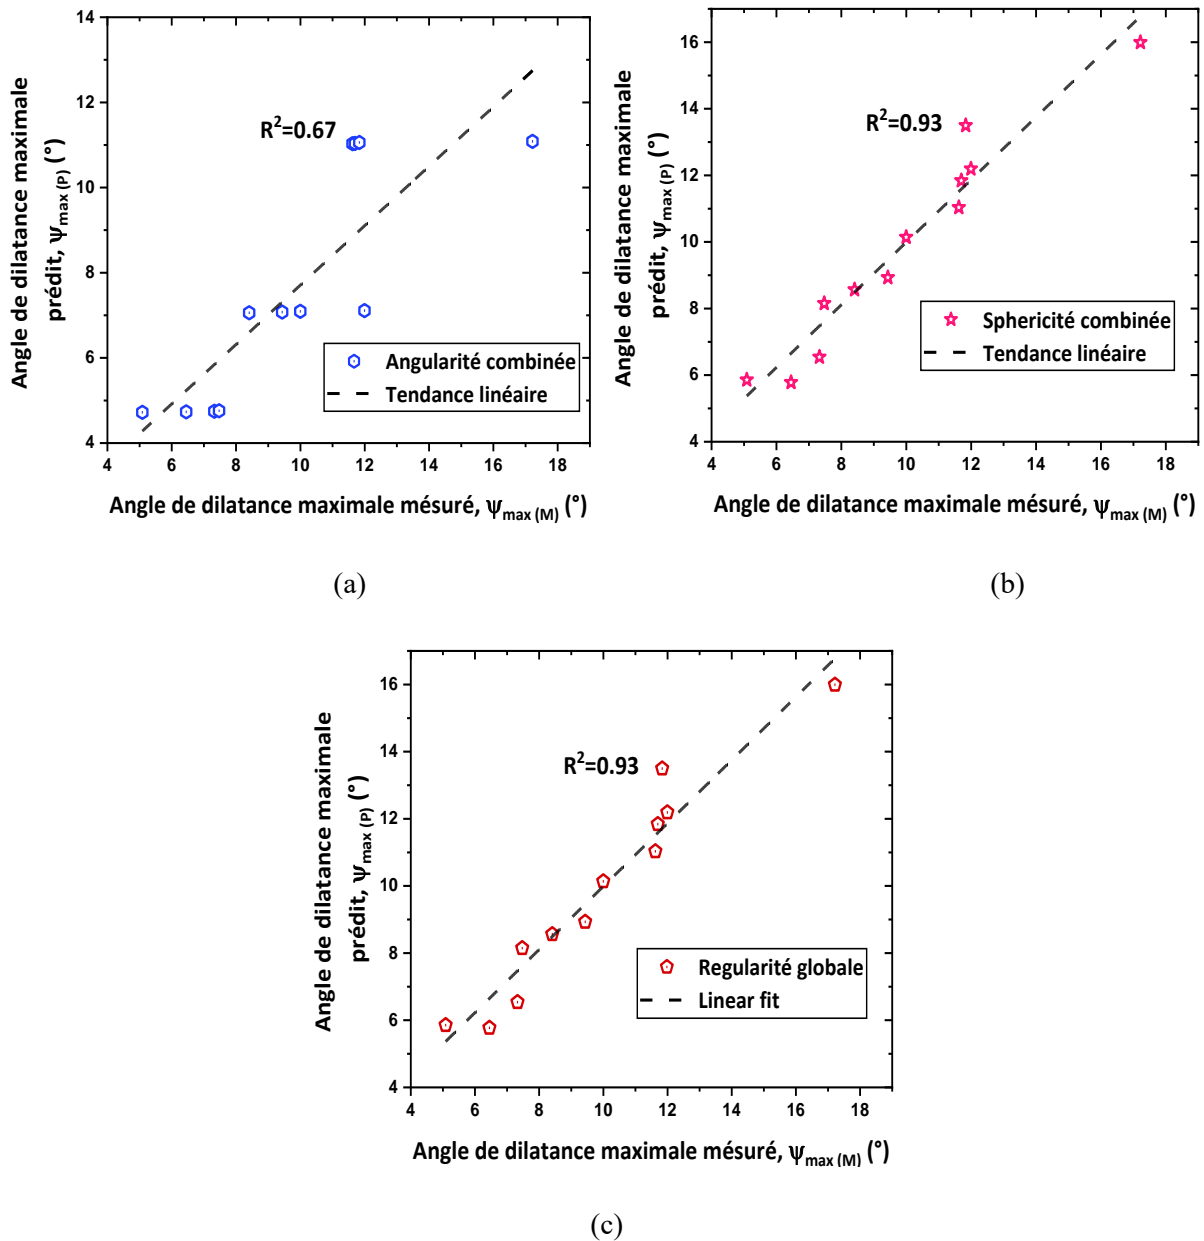 14
12
10
8
6
4
4 6 8 10 12 14 16 18
Angle de dilatance maximale
prédit, Ψmax (P) (°)
R²=0.67
Angularité combinée
Tendance linéaire
Angle de dilatance maximale mésuré, Ψmax (M) (°)
(a)
16
14
12
10
8
6
4
4 6 8 10 12 14 16 18
Angle de dilatance maximale
prédit, Ψmax (P) (°)
R²=0.93
Sphericité combinée
Tendance linéaire
Angle de dilatance maximale mésuré, Ψmax (M) (°)
(b)
16
14
12
10
8
6
4
4 6 8 10 12 14 16 18
Angle de dilatance maximale
prédit, Ψmax (P) (°)
R²=0.93
Regularité globale
Linear fit
Angle de dilatance maximale mésuré, Ψmax (M) (°)
(c)